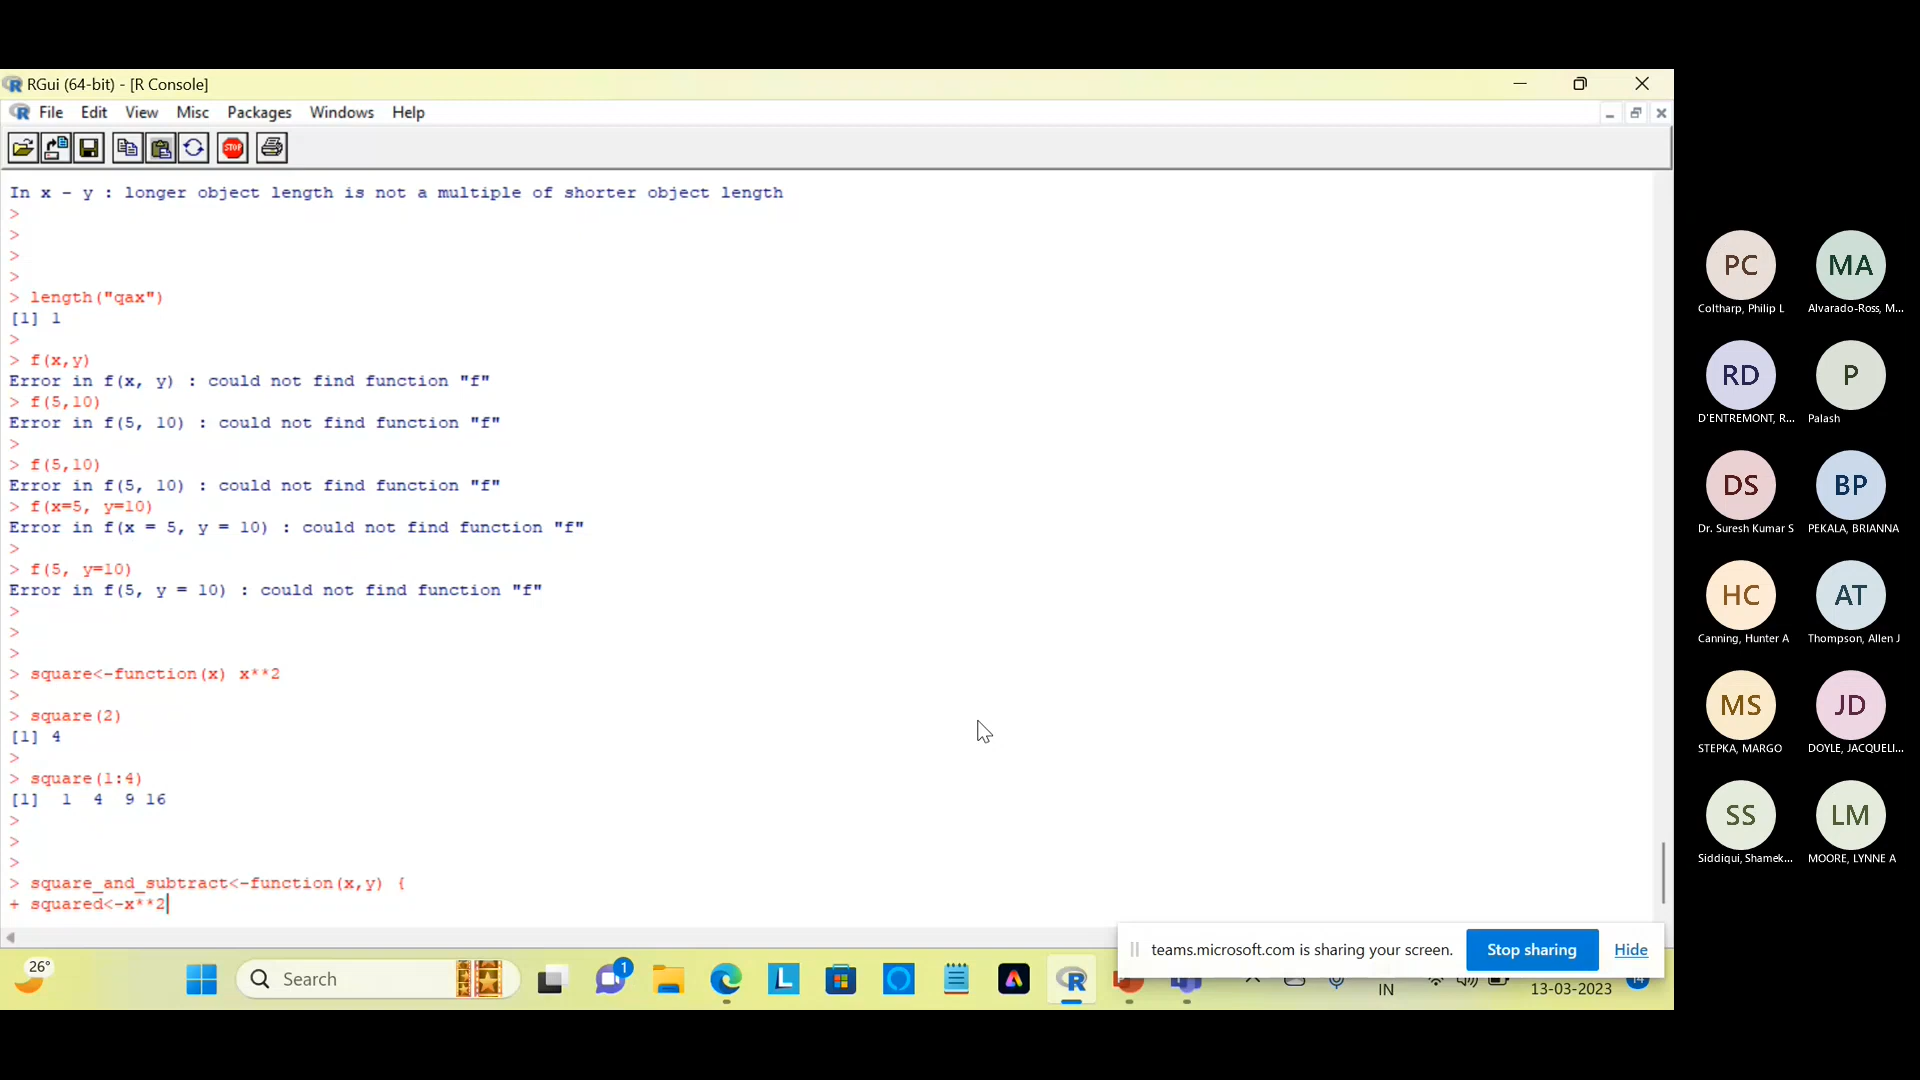 RGui (64-bit) - [R Console]
File Edit View Misc Packages Windows Help
STOP
In x - y : longer object length is not a multiple of shorter object length
>
>
>
>
> length("qax")
[1] 1
>
> f(x,y)
Error in f(x, y) : could not find function "f"
> f(5,10)
Error in f(5, 10) : could not find function "f"
>
> f(5,10)
Error in f(5, 10) : could not find function "f"
> f(x=5, y=10)
Error in f(x = 5, y = 10) : could not find function "f"
>
> f(5, y=10)
Error in f(5, y = 10) : could not find function "f"
>
>
>
> square<-function(x) x**2
>
> square(2)
[1] 4
>
> square(1:4)
[1]  1  4  9 16
>
>
>
> square_and_subtract<-function(x,y) {
+ squared<-x**2
teams.microsoft.com is sharing your screen. Stop sharing Hide
26°
Search
1
L
IN
13-03-2023
PC MA
Coltharp, Philip L Alvarado-Ross, M...
RD P
D'ENTREMONT, R... Palash
DS BP
Dr. Suresh Kumar S PEKALA, BRIANNA
HC AT
Canning, Hunter A Thompson, Allen J
MS JD
STEPKA, MARGO DOYLE, JACQUELI...
SS LM
Siddiqui, Shamek... MOORE, LYNNE A